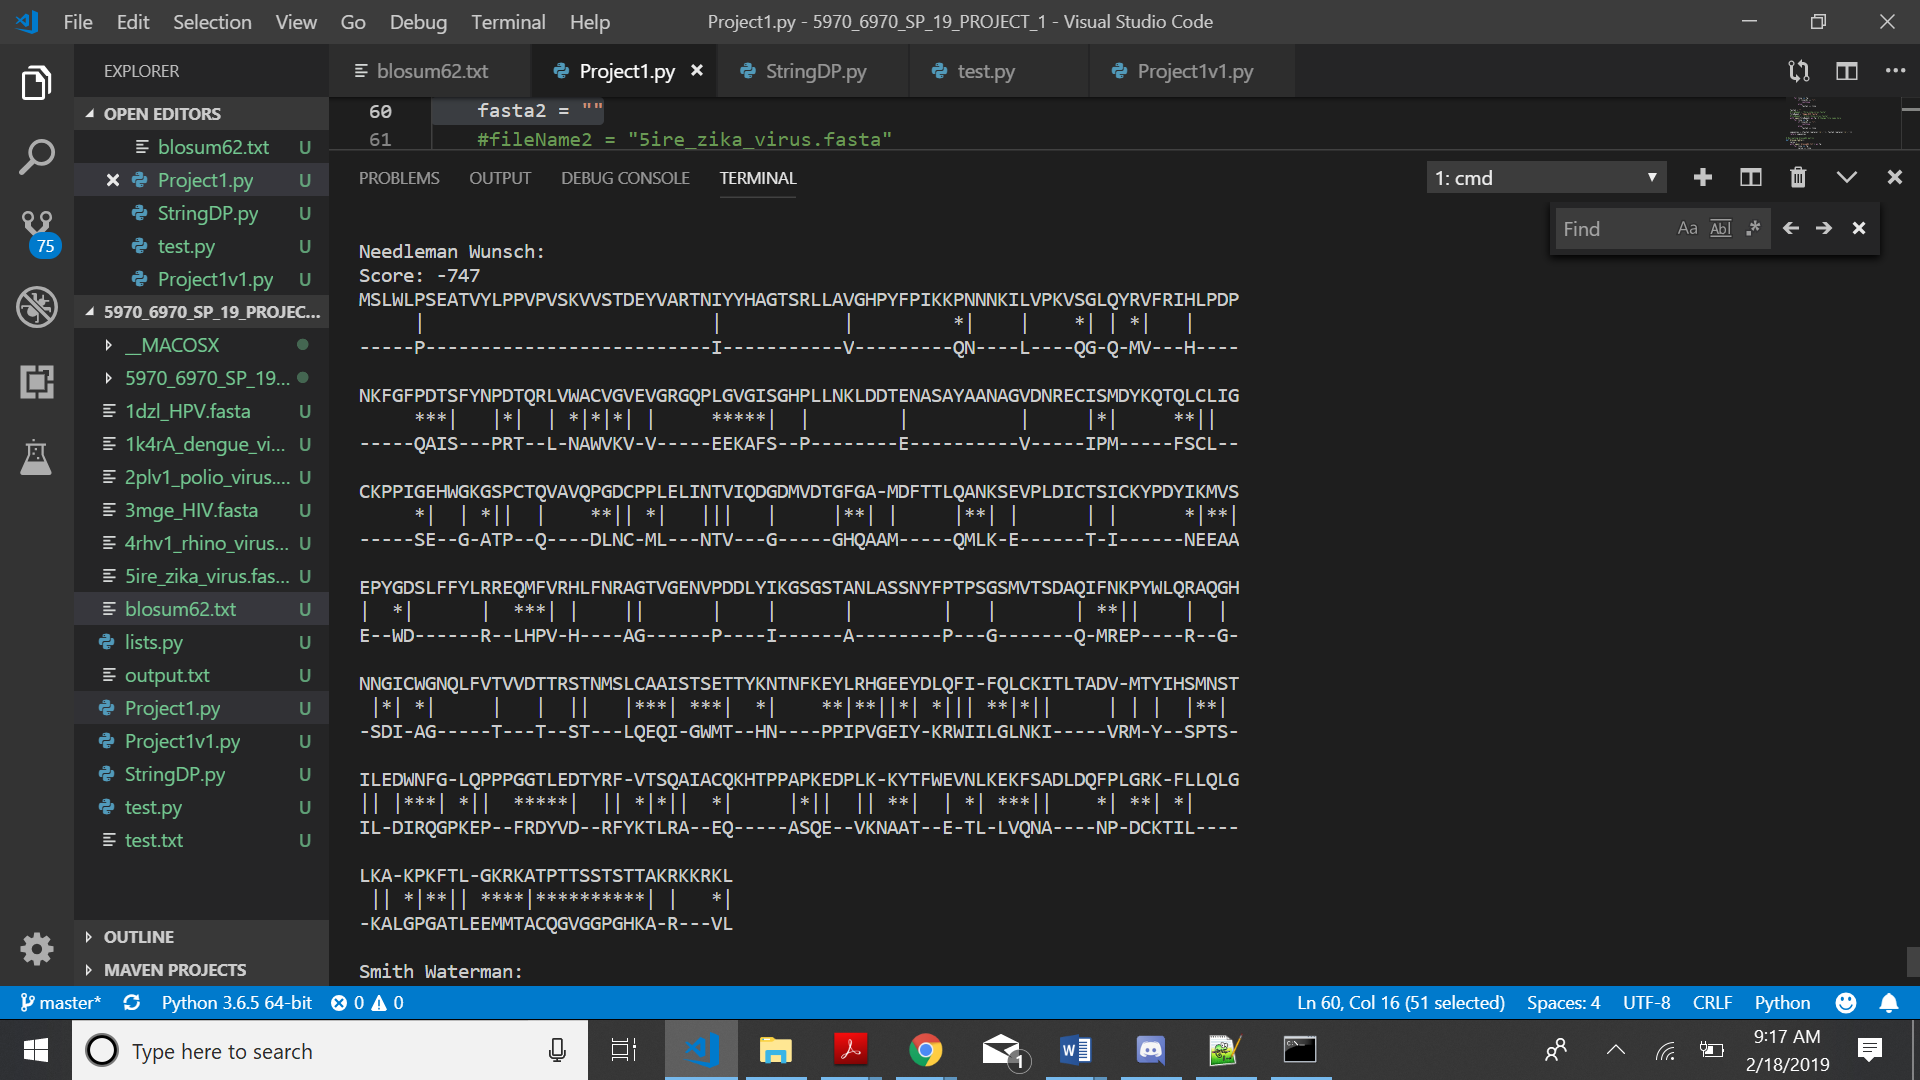 File Edit Selection View Go Debug Terminal Help
Project1.py - 5970_6970_SP_19_PROJECT_1 - Visual Studio Code
EXPLORER
blosum62.txt
Project1.py
StringDP.py
test.py
Project1v1.py
OPEN EDITORS
blosum62.txt U
Project1.py U
StringDP.py U
test.py U
Project1v1.py U
75
5970_6970_SP_19_PROJEC...
__MACOSX
5970_6970_SP_19...
1dzl_HPV.fasta U
1k4rA_dengue_vi... U
2plv1_polio_virus.... U
3mge_HIV.fasta U
4rhv1_rhino_virus... U
5ire_zika_virus.fas... U
blosum62.txt U
lists.py U
output.txt U
Project1.py U
Project1v1.py U
StringDP.py U
test.py U
test.txt U
OUTLINE
MAVEN PROJECTS
60 fasta2 = ""
61 #fileName2 = "5ire_zika_virus.fasta"
PROBLEMS OUTPUT DEBUG CONSOLE TERMINAL
1: cmd
Find Aa Abl .*
Needleman Wunsch:
Score: -747
MSLWLPSEATVYLPPVPVSKVVSTDEYVARTNIYYHAGTSRLLAVGHPYFPIKKPNNNKILVPKVSGLQYRVFRIHLPDP
     |                          |           |         *|    |    *| | *|   |
-----P--------------------------I-----------V---------QN----L----QG-Q-MV---H----
NKFGFPDTSFYNPDTQRLVWACVGVEVGRGQPLGVGISGHPLLNKLDDTENASAYAANAGVDNRECISMDYKQTQLCLIG
     ***|   |*|  | *|*|*| |     *****|  |        |          |     |*|     **||
-----QAIS---PRT--L-NAWVKV-V-----EEKAFS--P--------E----------V-----IPM-----FSCL--
CKPPIGEHWGKGSPCTQVAVQPGDCPPLELINTVIQDGDMVDTGFGA-MDFTTLQANKSEVPLDICTSICKYPDYIKMVS
     *|  | *||  |    **|| *|   |||   |     |**| |     |**| |      | |      *|**|
-----SE--G-ATP--Q----DLNC-ML---NTV---G-----GHQAAM-----QMLK-E------T-I------NEEAA
EPYGDSLFFYLRREQMFVRHLFNRAGTVGENVPDDLYIKGSGSTANLASSNYFPTPSGSMVTSDAQIFNKPYWLQRAQGH
|  *|      |  ***| |    ||      |    |      |        |   |       | **||    |  |
E--WD------R--LHPV-H----AG------P----I------A--------P---G-------Q-MREP----R--G-
NNGICWGNQLFVTVVDTTRSTNMSLCAAISTSETTYKNTNFKEYLRHGEEYDLQFI-FQLCKITLTADV-MTYIHSMNST
 |*| *|     |   |  ||   |***| ***|  *|    **|**||*| *||| **|*||     | | |  |**|
-SDI-AG-----T---T--ST---LQEQI-GWMT--HN----PPIPVGEIY-KRWIILGLNKI-----VRM-Y--SPTS-
ILEDWNFG-LQPPPGGTLEDTYRF-VTSQAIACQKHTPPAPKEDPLK-KYTFWEVNLKEKFSADLDQFPLGRK-FLLQLG
|| |***| *||  *****|  || *|*||  *|     |*||  || **|  | *| ***||    *| **| *|
IL-DIRQGPKEP--FRDYVD--RFYKTLRA--EQ-----ASQE--VKNAAT--E-TL-LVQNA----NP-DCKTIL----
LKA-KPKFTL-GKRKATPTTSSTSTTAKRKKRKL
 || *|**|| ****|**********| |   *|
-KALGPGATLEEMMTACQGVGGPGHKA-R---VL
Smith Waterman:
master* Python 3.6.5 64-bit 0 0
Ln 60, Col 16 (51 selected) Spaces: 4 UTF-8 CRLF Python
Type here to search
1
9:17 AM
2/18/2019